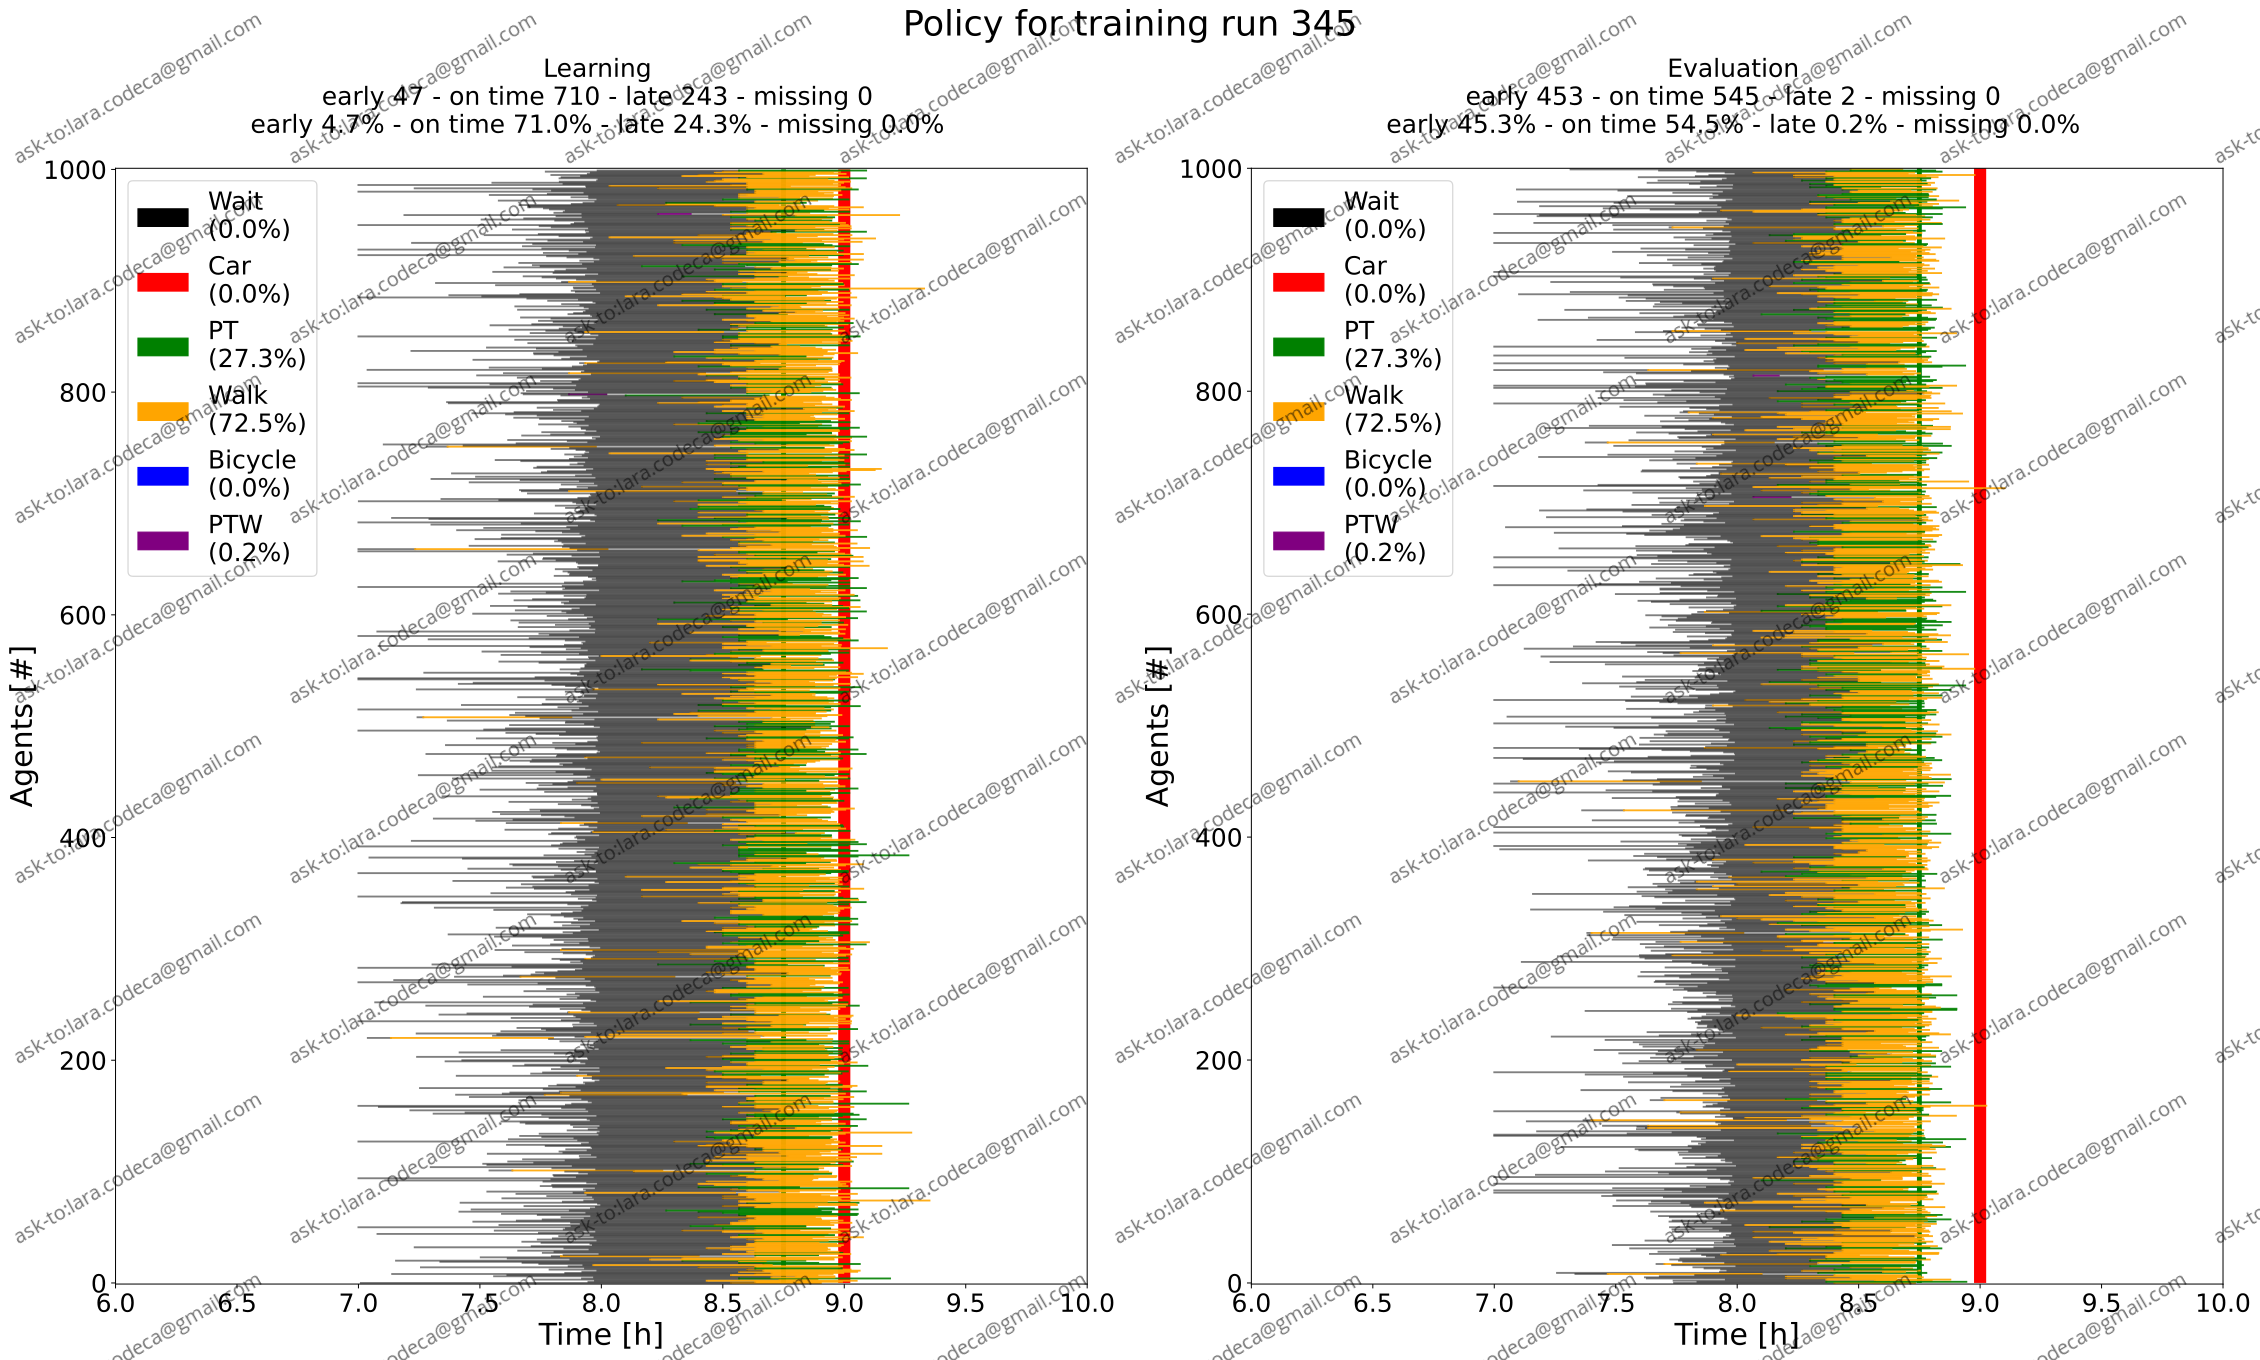 Policy for training run 345
Learning
early 47 - on time 710 - late 243 - missing 0
early 4.7% - on time 71.0% - late 24.3% - missing 0.0%
1000
800
600
400
200
0
Agents [#]
Wait
(0.0%)
Car
(0.0%)
PT
(27.3%)
Walk
(72.5%)
Bicycle
(0.0%)
PTW
(0.2%)
6.0 6.5 7.0 7.5 8.0 8.5 9.0 9.5 10.0
Time [h]
Evaluation
early 453 - on time 545 - late 2 - missing 0
early 45.3% - on time 54.5% - late 0.2% - missing 0.0%
1000
800
600
400
200
0
Agents [#]
Wait
(0.0%)
Car
(0.0%)
PT
(27.3%)
Walk
(72.5%)
Bicycle
(0.0%)
PTW
(0.2%)
6.0 6.5 7.0 7.5 8.0 8.5 9.0 9.5 10.0
Time [h]
ask-to:lara.codeca@gmail.com